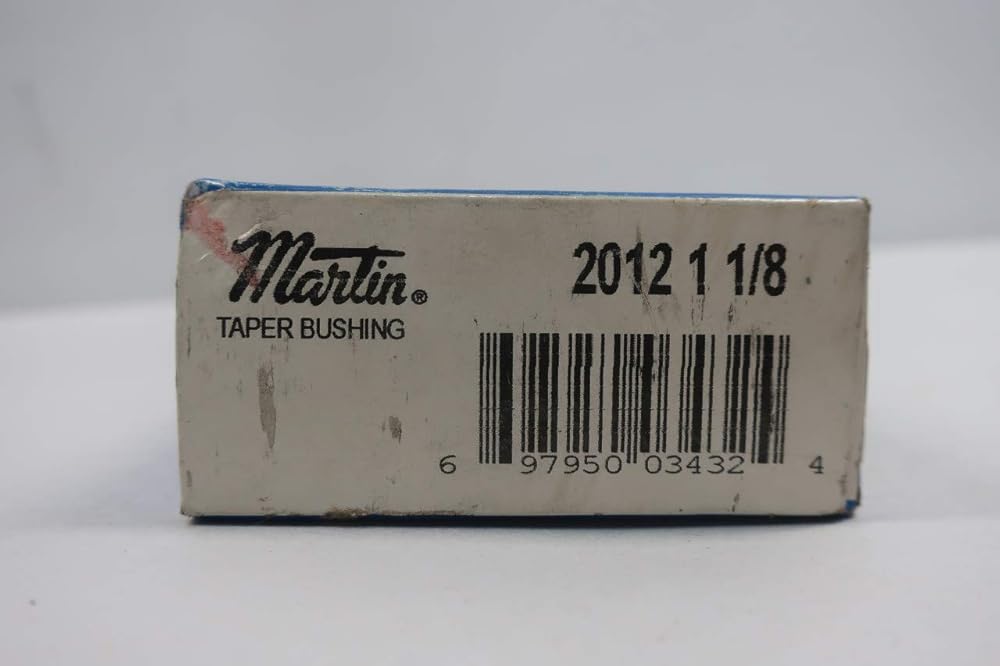 Martin®
TAPER BUSHING
2012 1 1/8
6 97950 03432 4